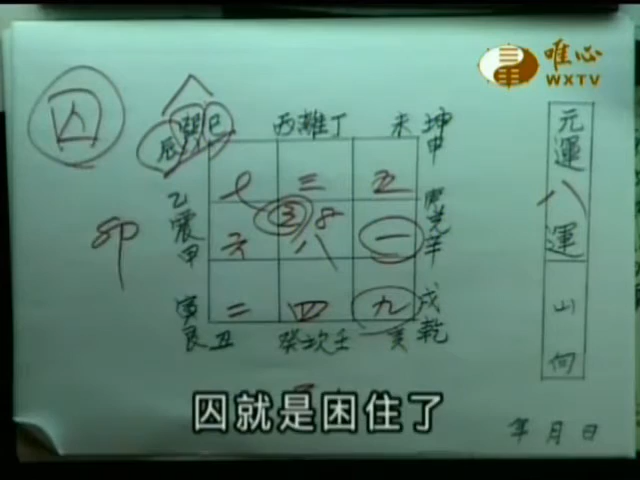 唯心
WXTV
囚
辰 巽 巳
丙離丁
未 坤 申
元運八運
山向
七 三 五
乙震甲
③ 8
庚兌辛
六 八 一
卯
二 四 九
寅艮丑
癸坎壬
戌乾亥
囚就是困住了
年月日